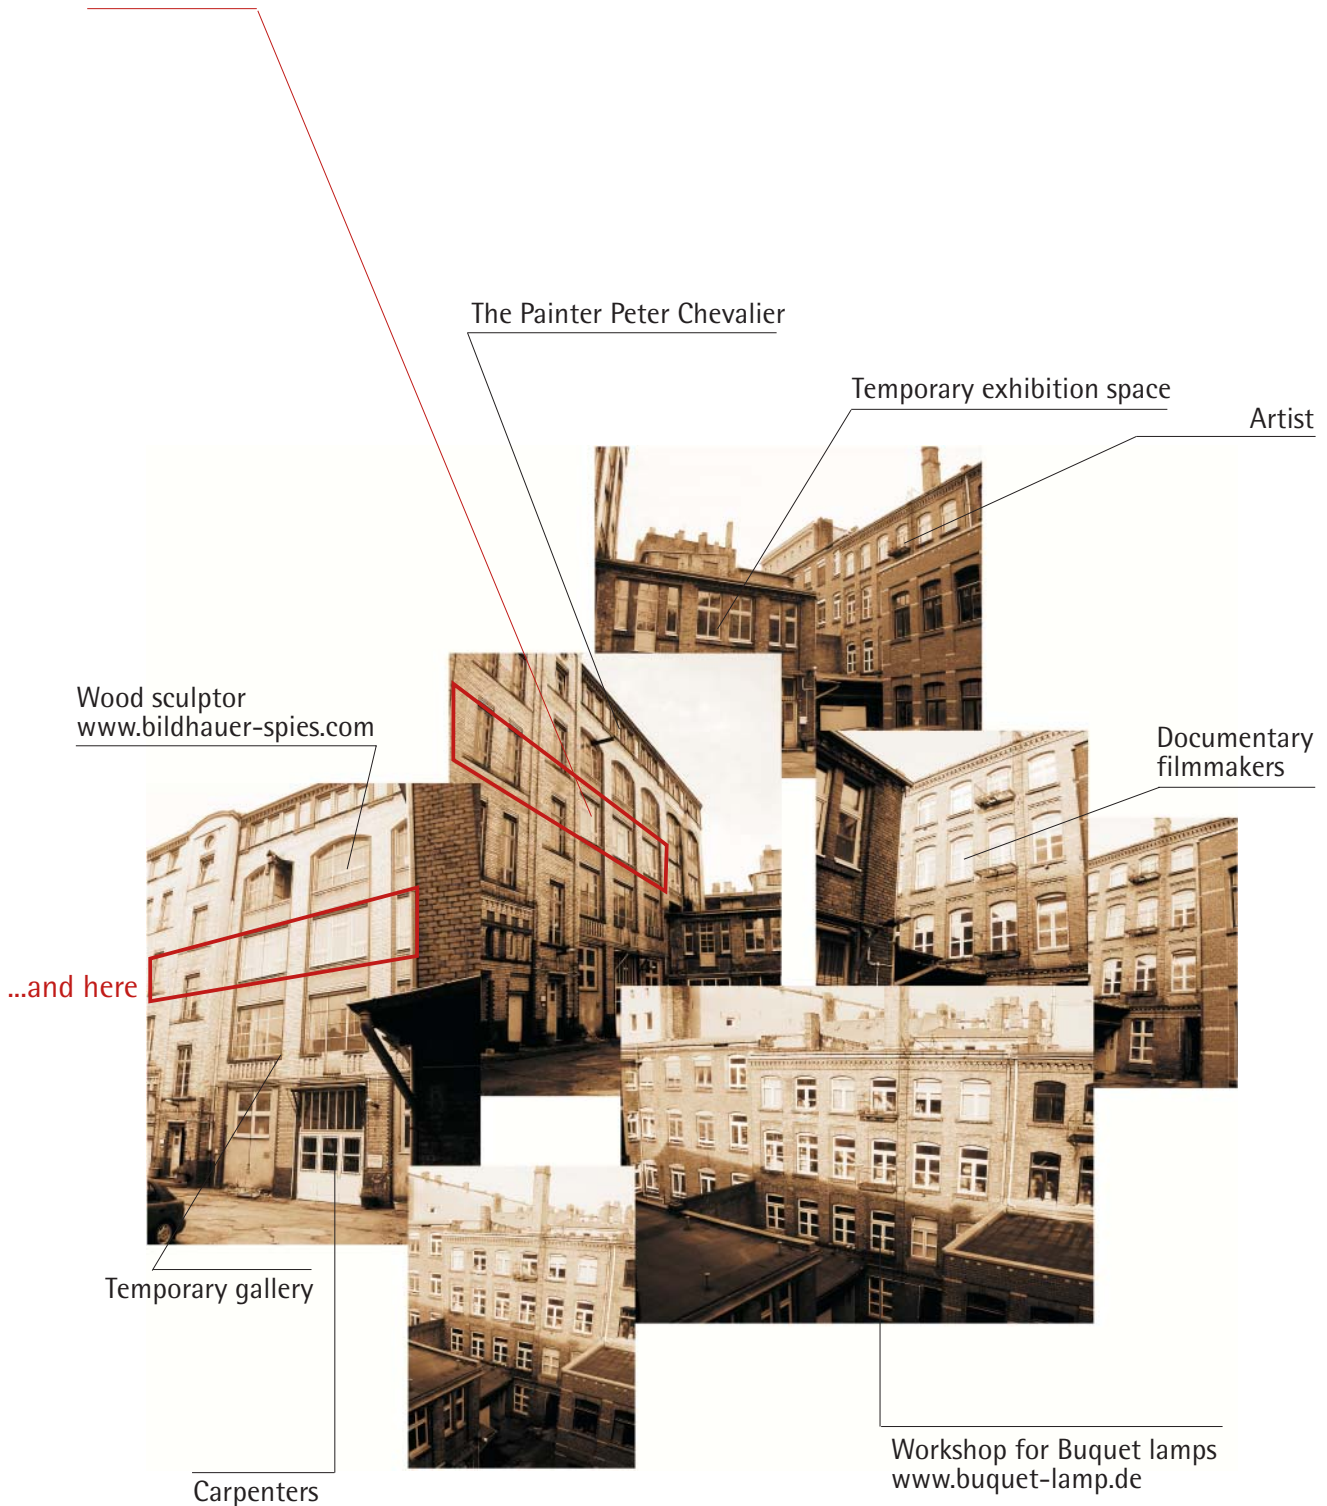 The Painter Peter Chevalier
Temporary exhibition space
Artist
Wood sculptor
www.bildhauer-spies.com
Documentary
filmmakers
...and here
Temporary gallery
Workshop for Buquet lamps
www.buquet-lamp.de
Carpenters